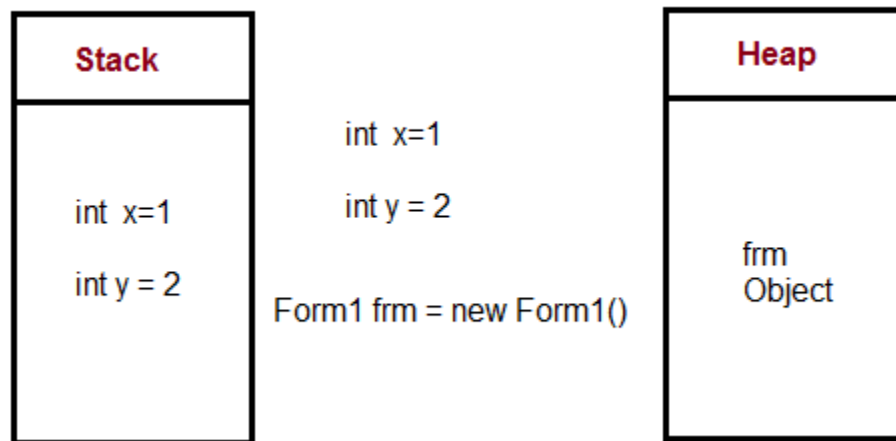 Stack
int  x=1
int y = 2
int  x=1
int y = 2
Form1 frm = new Form1()
Heap
frm
Object